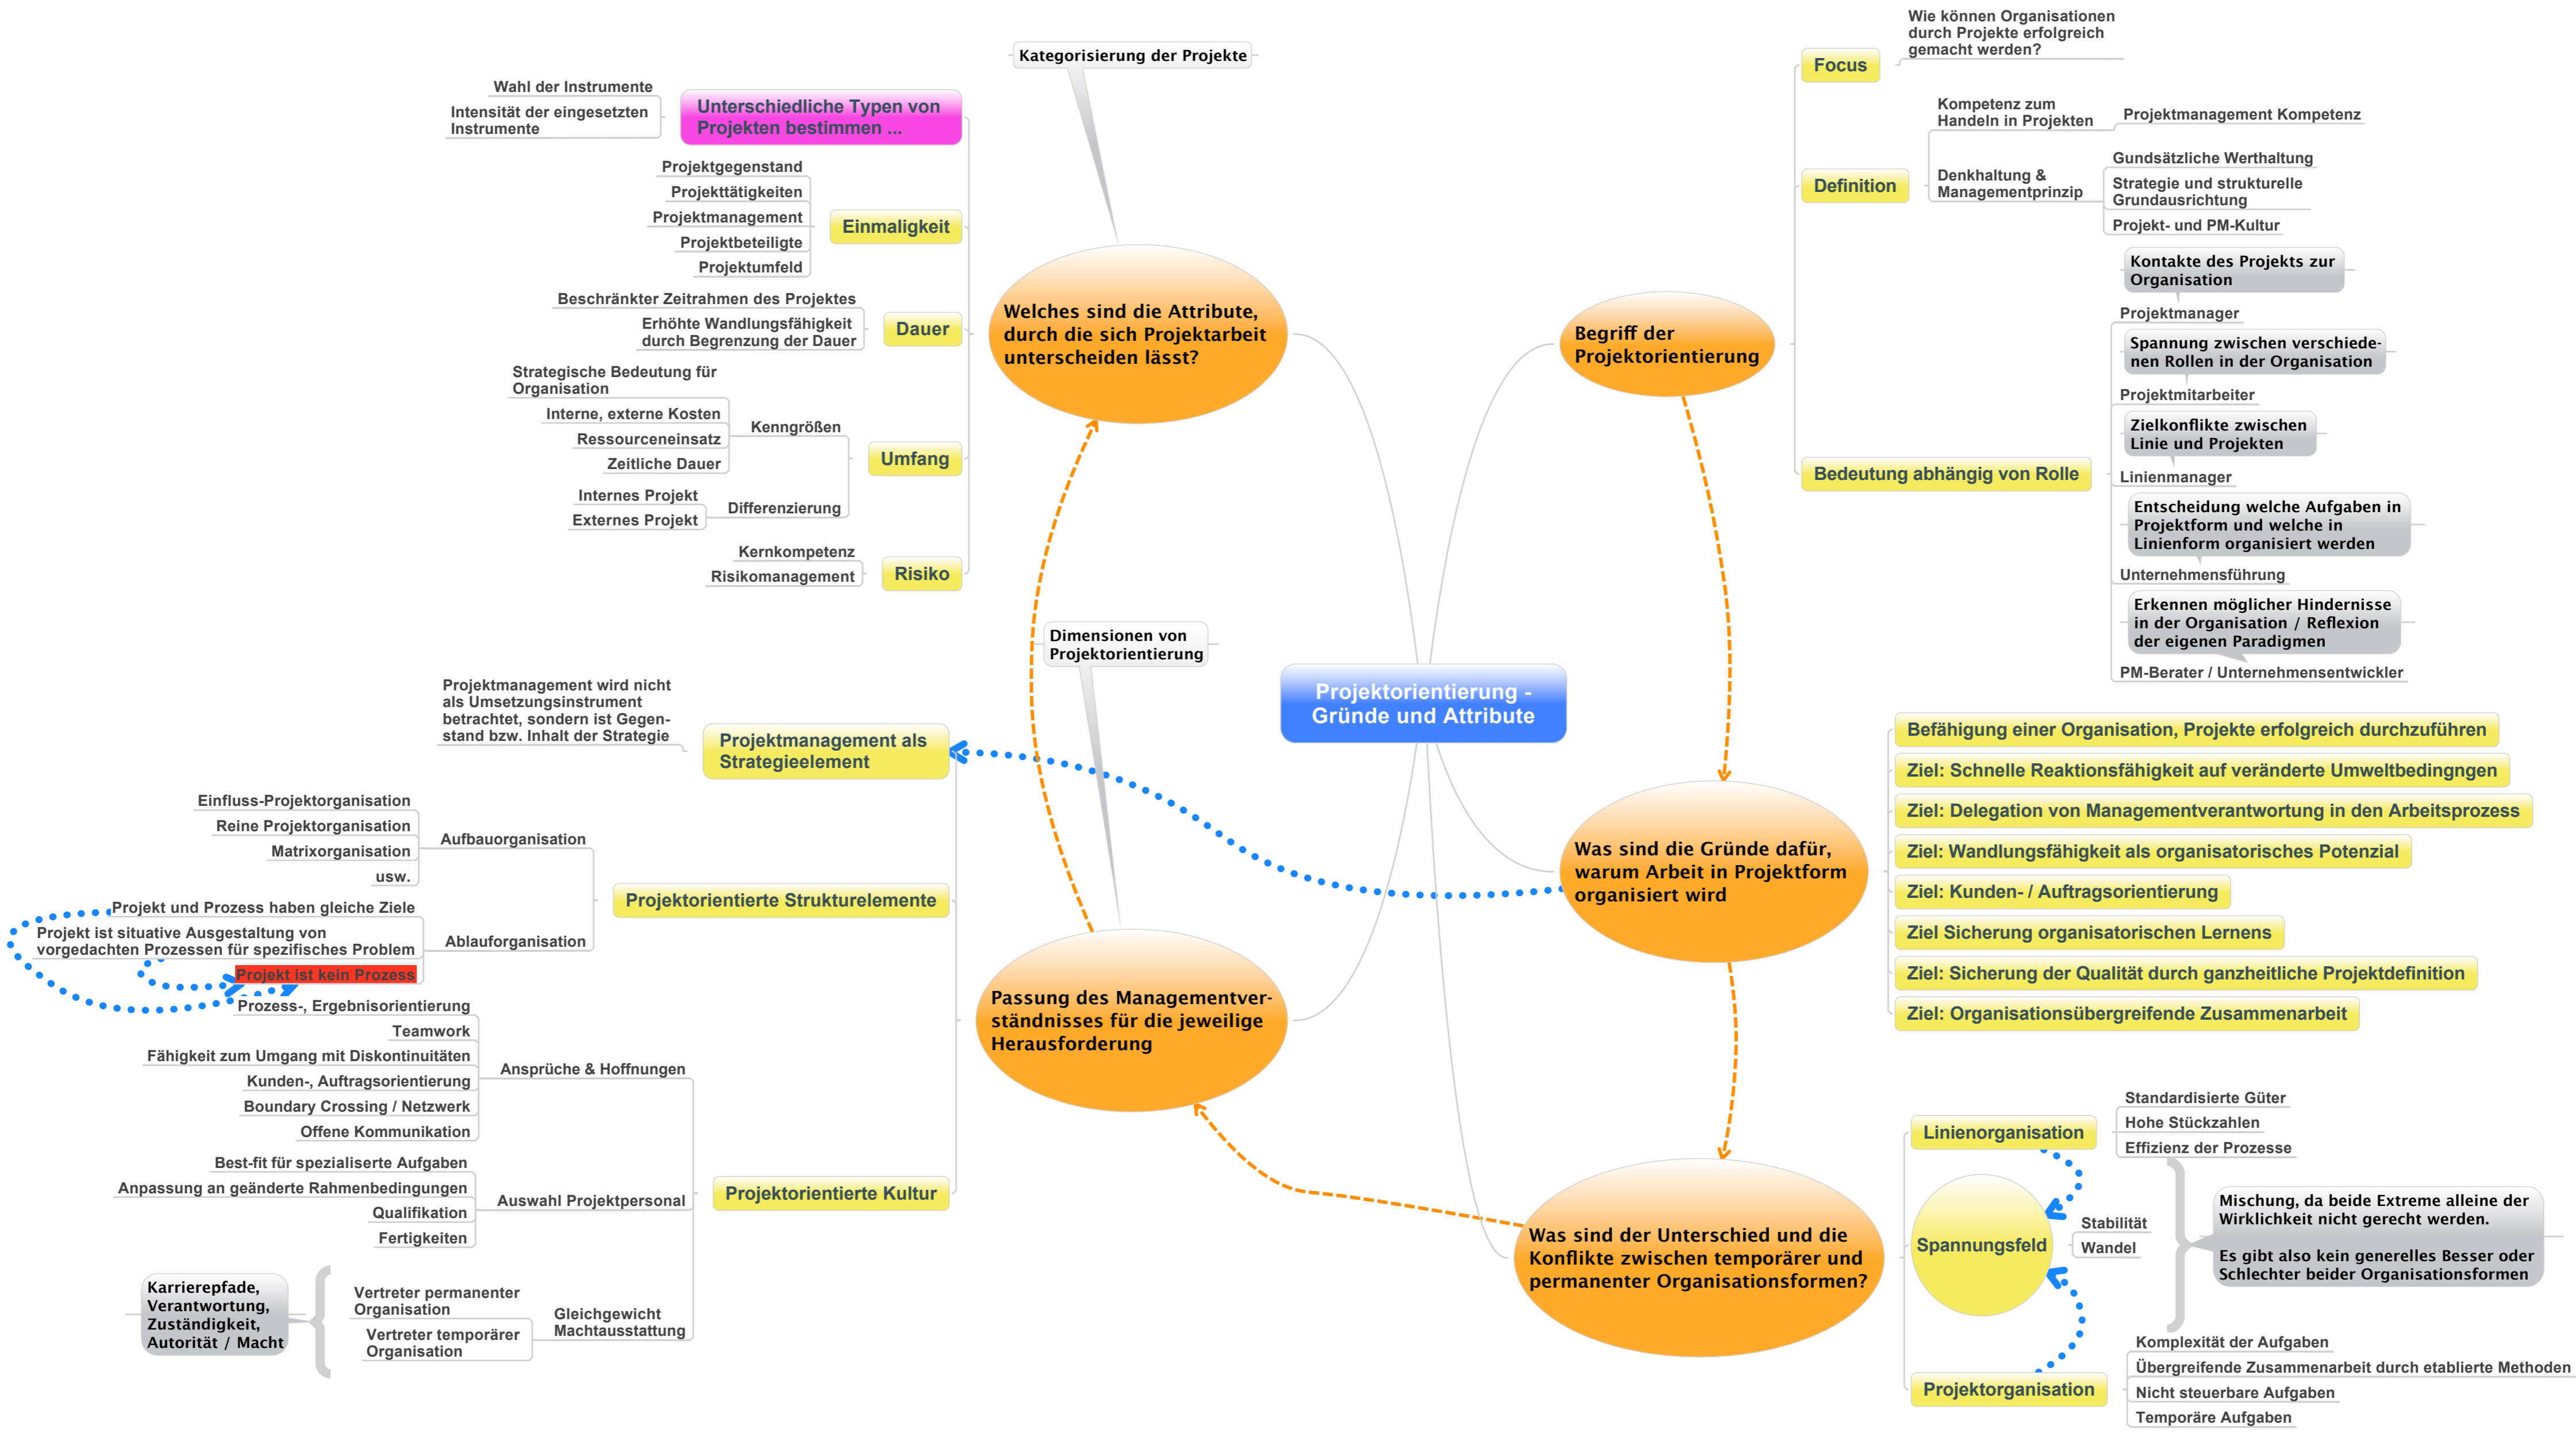 Projektorientierung -
Gründe und Attribute
Begriff der
Projektorientierung
Focus
Wie können Organisationen
durch Projekte erfolgreich
gemacht werden?
Definition
Kompetenz zum
Handeln in Projekten
Projektmanagement Kompetenz
Denkhaltung &
Managementprinzip
Gundsätzliche Werthaltung
Strategie und strukturelle
Grundausrichtung
Projekt- und PM-Kultur
Bedeutung abhängig von Rolle
Kontakte des Projekts zur
Organisation
Projektmanager
Spannung zwischen verschiede-
nen Rollen in der Organisation
Projektmitarbeiter
Zielkonflikte zwischen
Linie und Projekten
Linienmanager
Entscheidung welche Aufgaben in
Projektform und welche in
Linienform organisiert werden
Unternehmensführung
Erkennen möglicher Hindernisse
in der Organisation / Reflexion
der eigenen Paradigmen
PM-Berater / Unternehmensentwickler
Was sind die Gründe dafür,
warum Arbeit in Projektform
organisiert wird
Befähigung einer Organisation, Projekte erfolgreich durchzuführen
Ziel: Schnelle Reaktionsfähigkeit auf veränderte Umweltbedingngen
Ziel: Delegation von Managementverantwortung in den Arbeitsprozess
Ziel: Wandlungsfähigkeit als organisatorisches Potenzial
Ziel: Kunden- / Auftragsorientierung
Ziel Sicherung organisatorischen Lernens
Ziel: Sicherung der Qualität durch ganzheitliche Projektdefinition
Ziel: Organisationsübergreifende Zusammenarbeit
Was sind der Unterschied und die
Konflikte zwischen temporärer und
permanenter Organisationsformen?
Linienorganisation
Standardisierte Güter
Hohe Stückzahlen
Effizienz der Prozesse
Spannungsfeld
Stabilität
Wandel
Mischung, da beide Extreme alleine der
Wirklichkeit nicht gerecht werden.
Es gibt also kein generelles Besser oder
Schlechter beider Organisationsformen
Projektorganisation
Komplexität der Aufgaben
Übergreifende Zusammenarbeit durch etablierte Methoden
Nicht steuerbare Aufgaben
Temporäre Aufgaben
Kategorisierung der Projekte
Welches sind die Attribute,
durch die sich Projektarbeit
unterscheiden lässt?
Unterschiedliche Typen von
Projekten bestimmen ...
Wahl der Instrumente
Intensität der eingesetzten
Instrumente
Einmaligkeit
Projektgegenstand
Projekttätigkeiten
Projektmanagement
Projektbeteiligte
Projektumfeld
Dauer
Beschränkter Zeitrahmen des Projektes
Erhöhte Wandlungsfähigkeit
durch Begrenzung der Dauer
Umfang
Kenngrößen
Strategische Bedeutung für
Organisation
Interne, externe Kosten
Ressourceneinsatz
Zeitliche Dauer
Differenzierung
Internes Projekt
Externes Projekt
Risiko
Kernkompetenz
Risikomanagement
Dimensionen von
Projektorientierung
Passung des Managementver-
ständnisses für die jeweilige
Herausforderung
Projektmanagement als
Strategieelement
Projektmanagement wird nicht
als Umsetzungsinstrument
betrachtet, sondern ist Gegen-
stand bzw. Inhalt der Strategie
Projektorientierte Strukturelemente
Aufbauorganisation
Einfluss-Projektorganisation
Reine Projektorganisation
Matrixorganisation
usw.
Ablauforganisation
Projekt und Prozess haben gleiche Ziele
Projekt ist situative Ausgestaltung von
vorgedachten Prozessen für spezifisches Problem
Projekt ist kein Prozess
Projektorientierte Kultur
Ansprüche & Hoffnungen
Prozess-, Ergebnisorientierung
Teamwork
Fähigkeit zum Umgang mit Diskontinuitäten
Kunden-, Auftragsorientierung
Boundary Crossing / Netzwerk
Offene Kommunikation
Auswahl Projektpersonal
Best-fit für spezialiserte Aufgaben
Anpassung an geänderte Rahmenbedingungen
Qualifikation
Fertigkeiten
Gleichgewicht
Machtausstattung
Vertreter permanenter
Organisation
Vertreter temporärer
Organisation
Karrierepfade,
Verantwortung,
Zuständigkeit,
Autorität / Macht